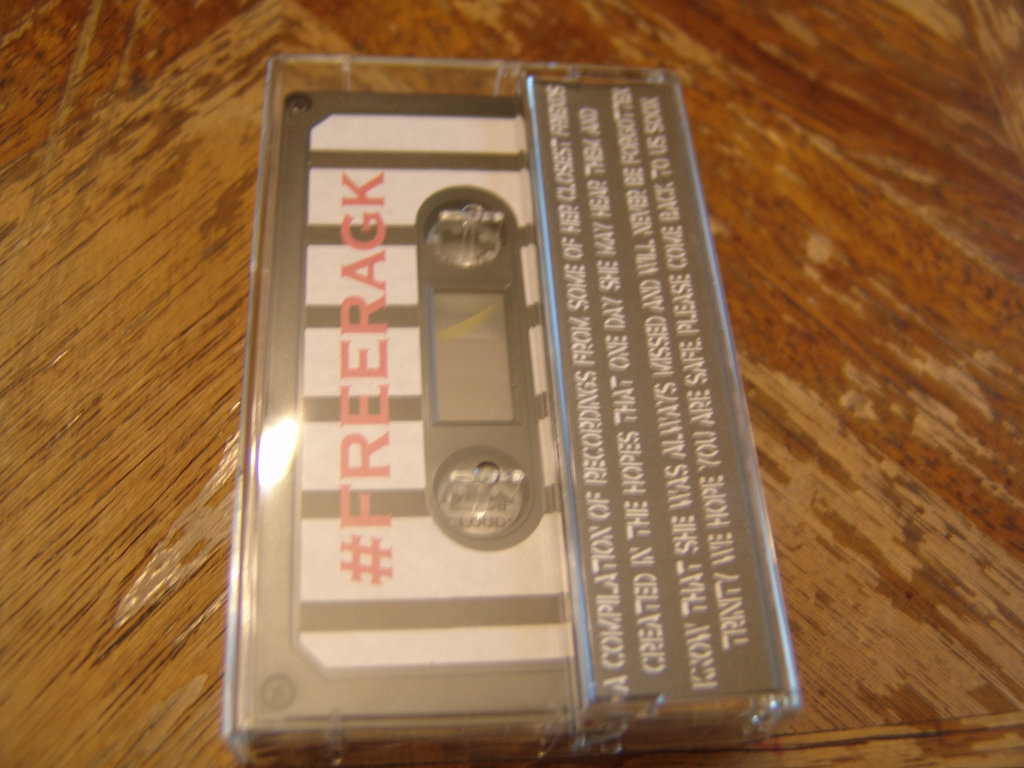 #FREERAGK
A COMPILATION OF RECORDINGS FROM SOME OF HER CLOSEST FRIENDS
CREATED IN THE HOPES THAT ONE DAY SHE MAY HEAR THEM AND
KNOW THAT SHE WAS ALWAYS MISSED AND WILL NEVER BE FORGOTTEN
TRINT7 WE HOPE YOU ARE SAFE PLEASE COME BACK TO US SOON
CLOUDS